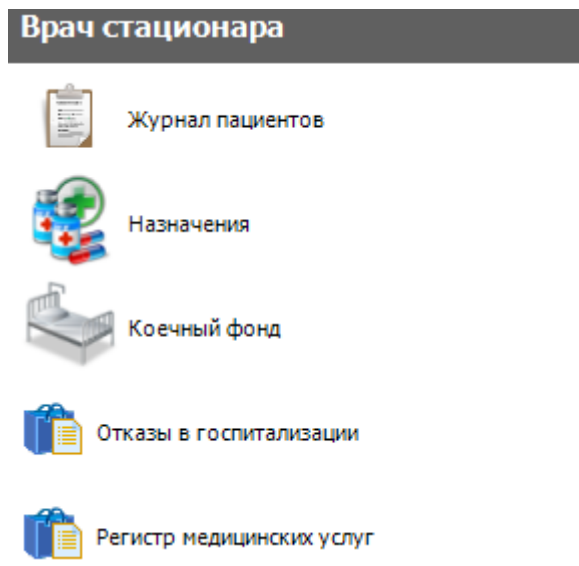 Врач стационара
Журнал пациентов
Назначения
Коечный фонд
Отказы в госпитализации
Регистр медицинских услуг